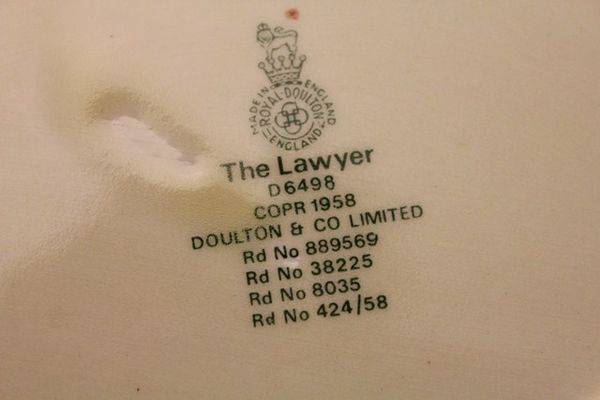 MADE IN ENGLAND
ROYAL·DOULTON
ENGLAND
The Lawyer
D6498
COPR 1958
DOULTON & CO LIMITED
Rd No 889569
Rd No 38225
Rd No 8035
Rd No 424/58